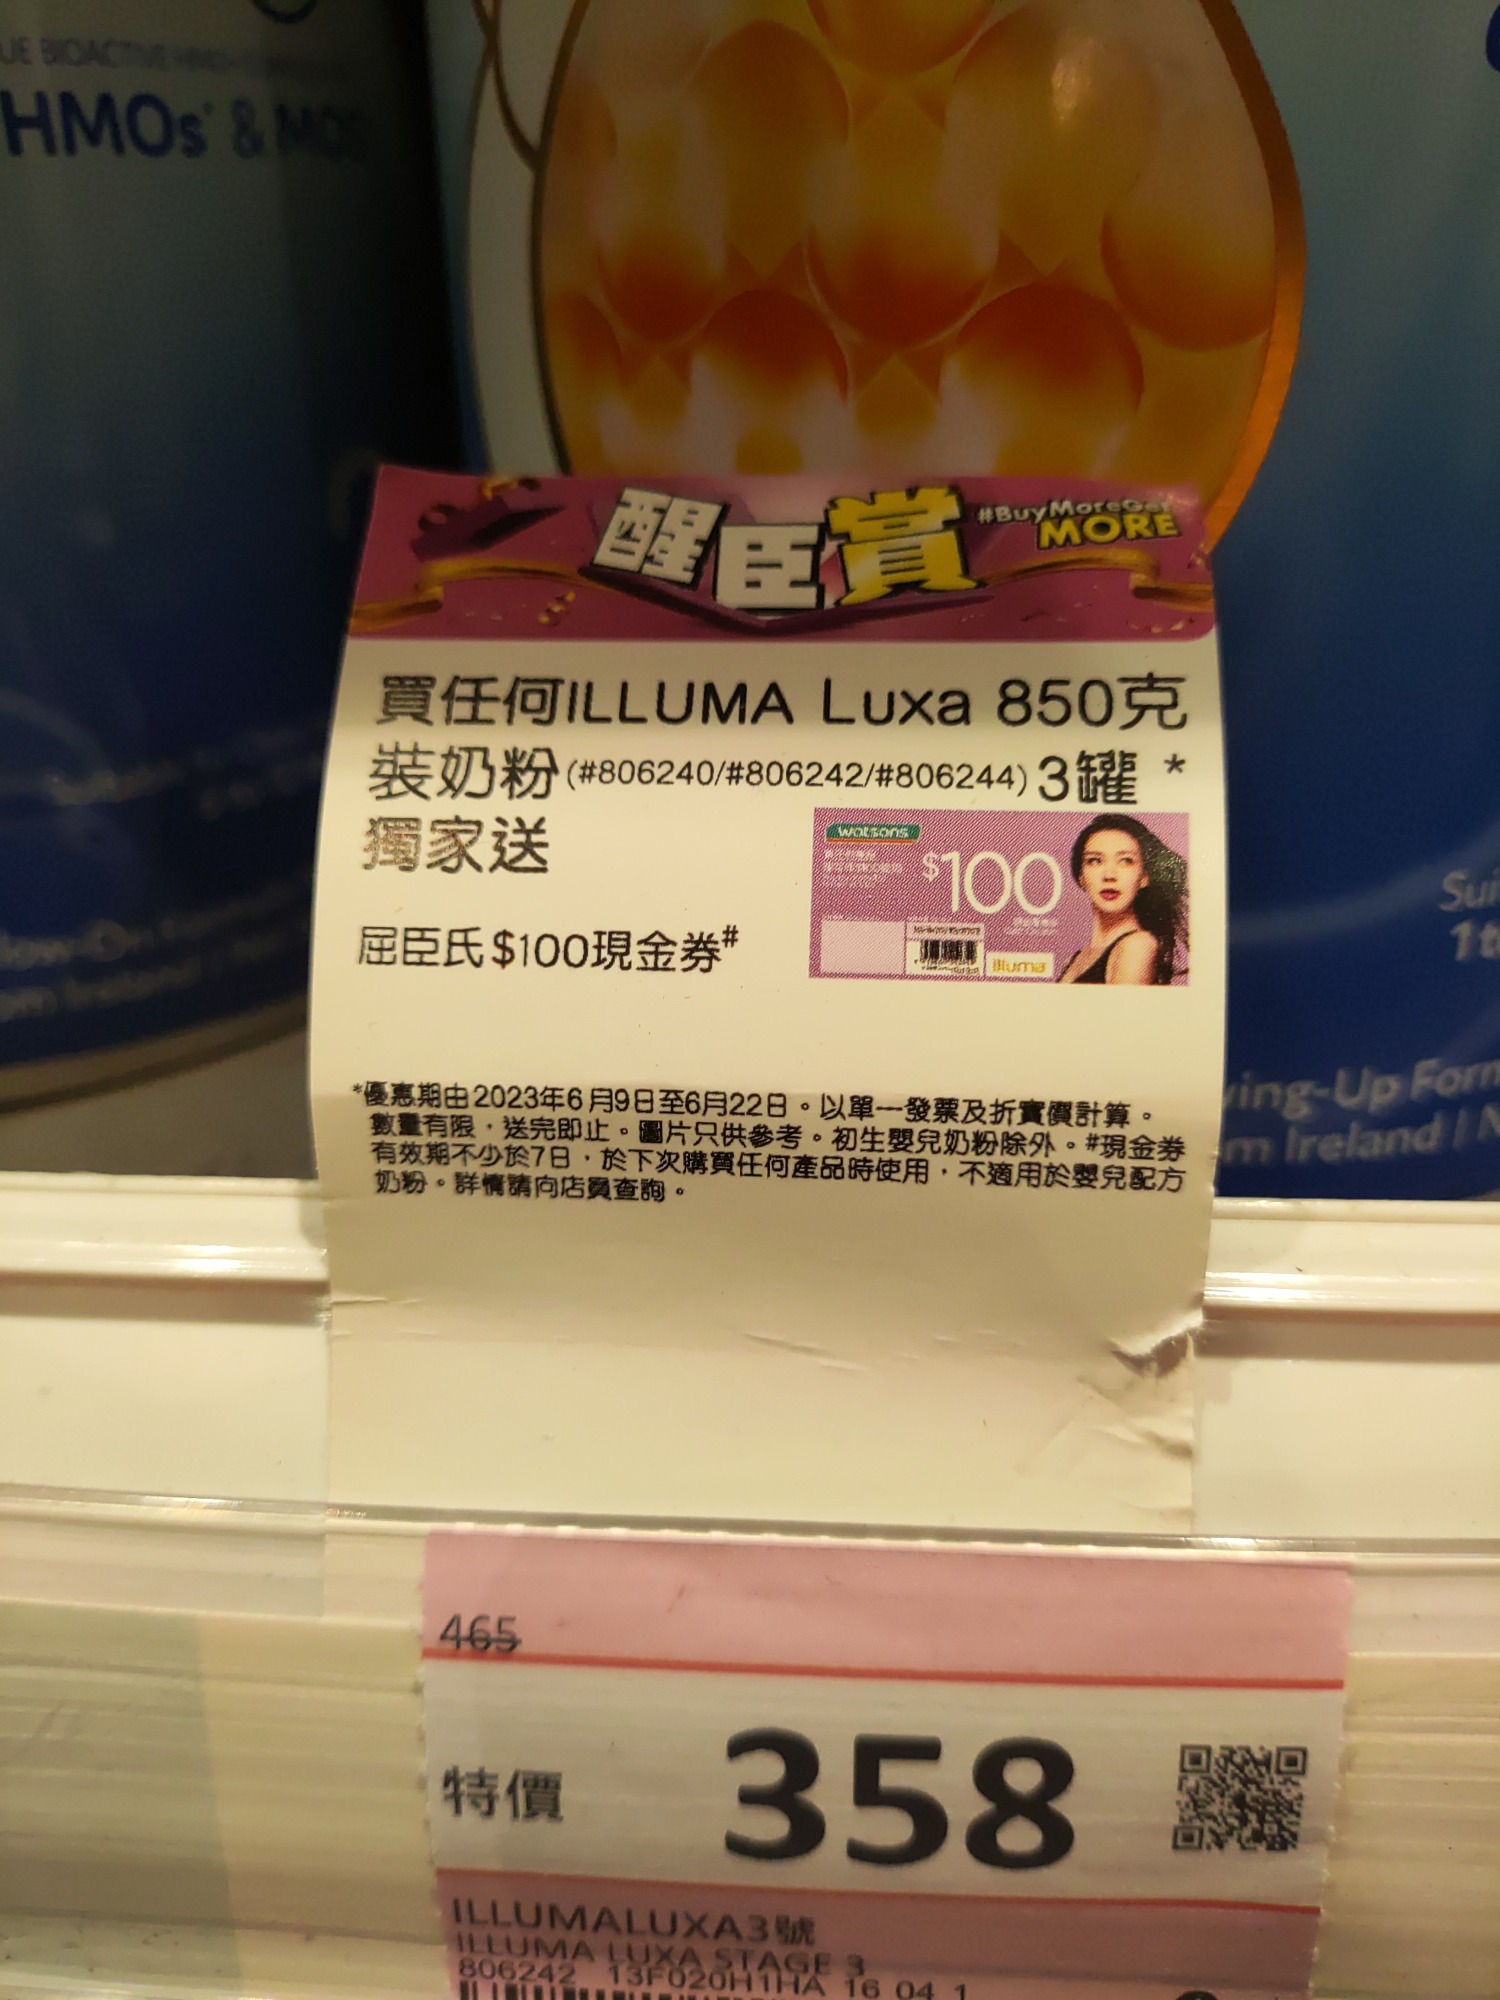 HMOs & MOS
醒臣賞
#BuyMoreGet
MORE
買任何ILLUMA Luxa 850克
裝奶粉(#806240/#806242/#806244)3罐*
獨家送
屈臣氏$100現金券#
watsons
$100
illuma
*優惠期由2023年6月9日至6月22日。以單一發票及折實價計算。
數量有限，送完即止。圖片只供參考。初生嬰兒奶粉除外。#現金券
有效期不少於7日，於下次購買任何產品時使用，不適用於嬰兒配方
奶粉。詳情請向店員查詢。
465
特價
358
ILLUMALUXA3號
ILLUMA LUXA STAGE 3
806242 13F020H1HA 16 04 1